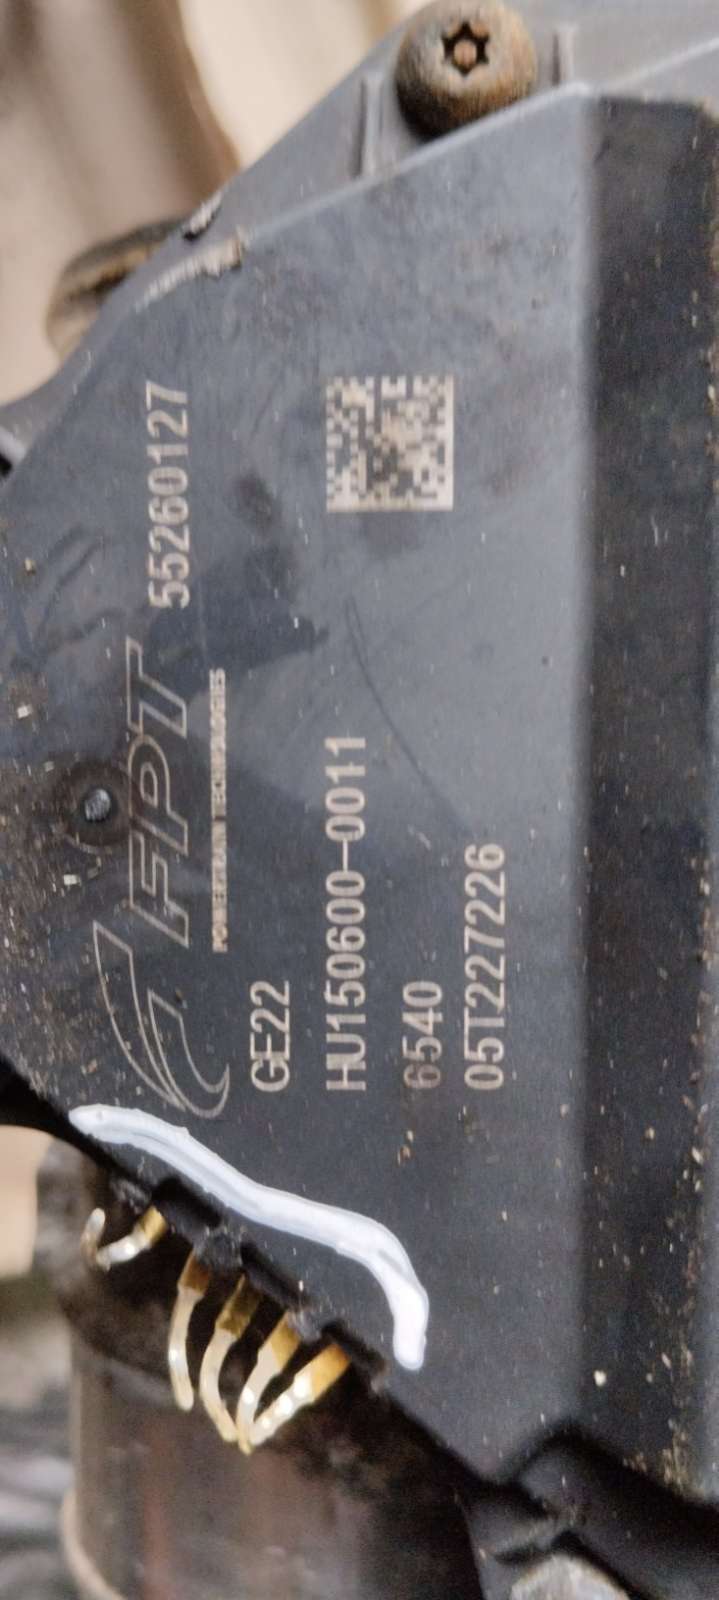 FPT 55260127
POWERTRAIN TECHNOLOGIES
GE22
HU150600-0011
6540
05T227226